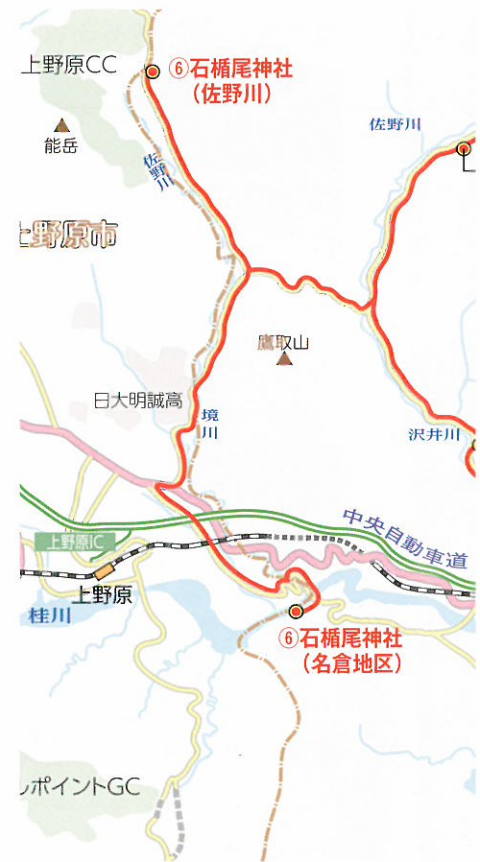 上野原CC
⑥石楯尾神社
（佐野川）
佐野川
能岳
佐野川
上野原市
鷹取山
日大明誠高
境川
沢井川
中央自動車道
上野原IC
上野原
桂川
⑥石楯尾神社
（名倉地区）
ルポイントGC